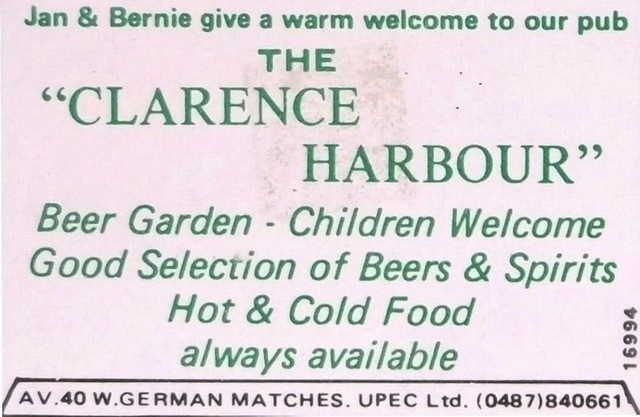 Jan & Bernie give a warm welcome to our pub
THE
“CLARENCE
HARBOUR”
Beer Garden - Children Welcome
Good Selection of Beers & Spirits
Hot & Cold Food
always available
16994
AV.40 W.GERMAN MATCHES. UPEC Ltd. (0487)840661